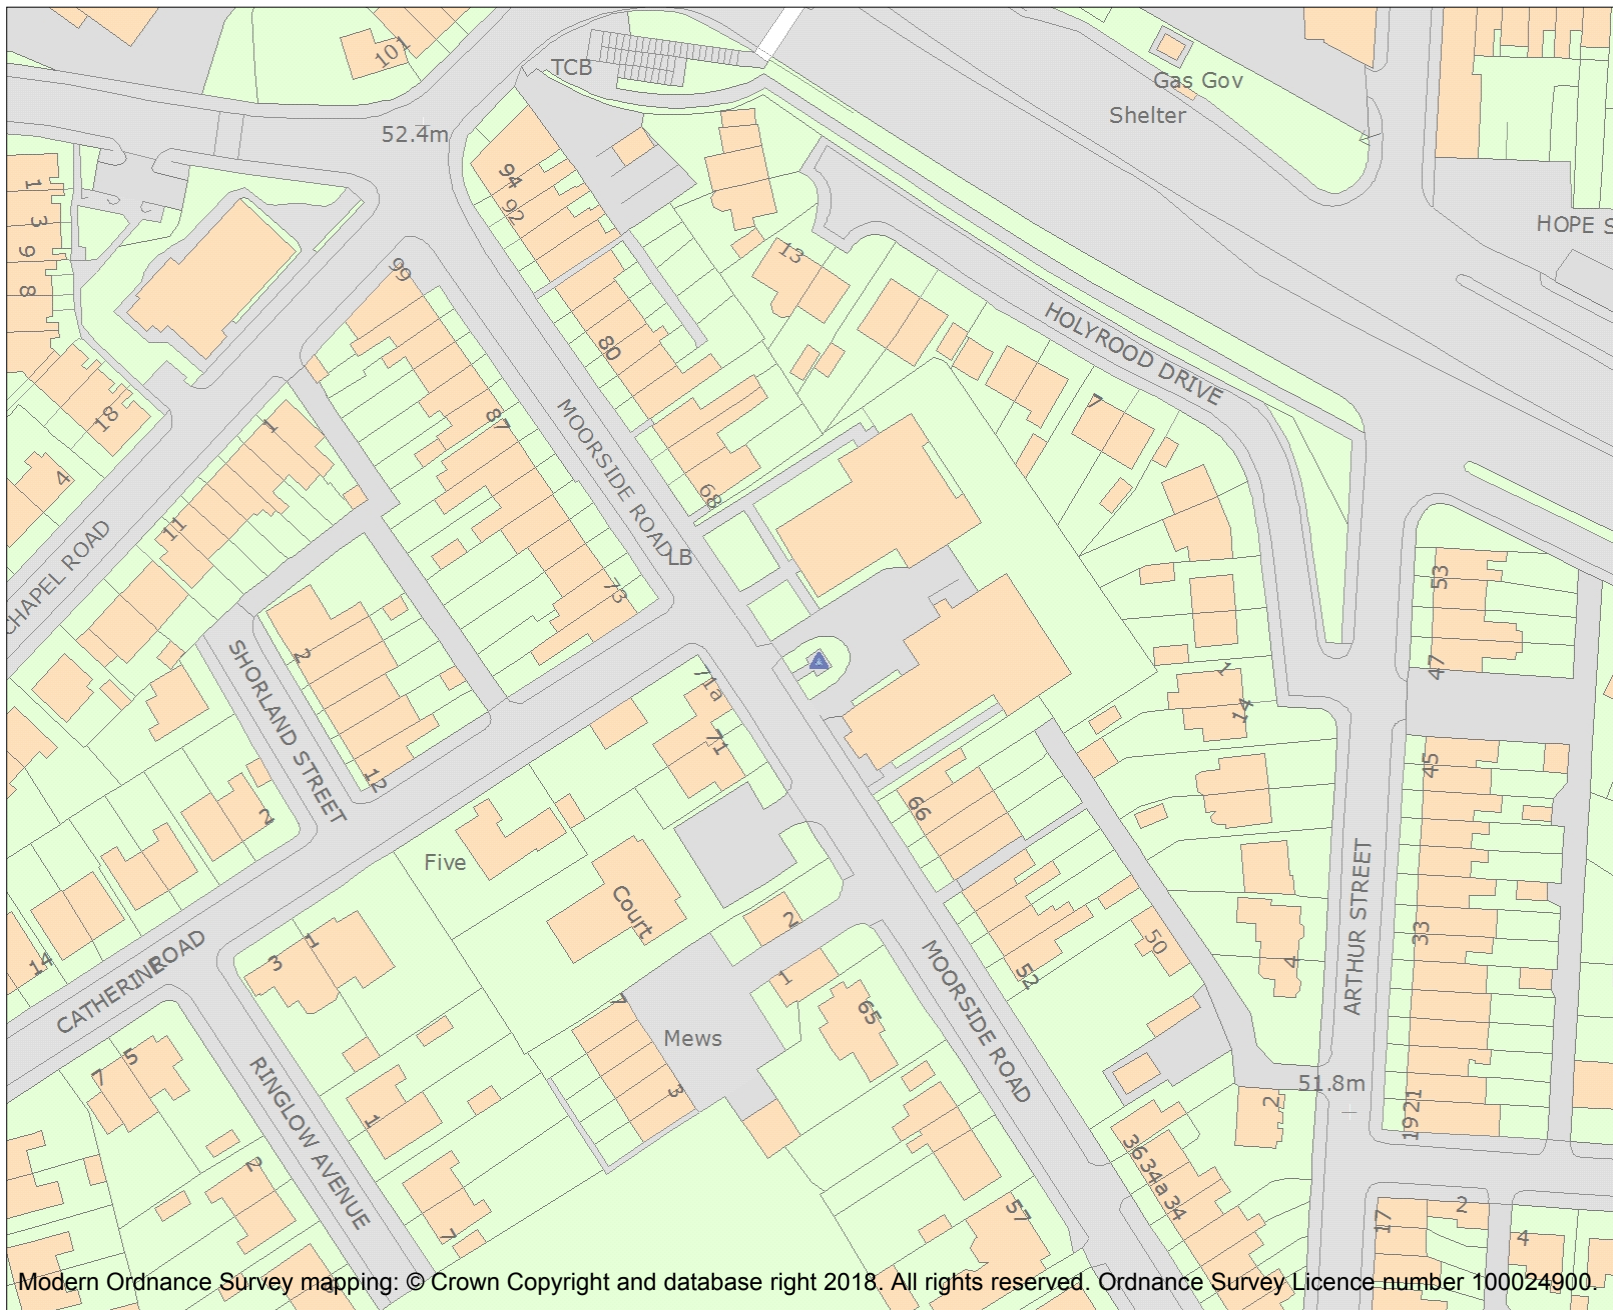 101
TCB
Gas Gov
Shelter
52.4m
94
92
1
3
9
8
HOPE S
13
99
HOLYROOD DRIVE
80
7
87
MOORSIDE ROAD
1
18
4
68
11
LB
CHAPEL ROAD
53
73
2
SHORLAND STREET
47
1
14
71a
71
12
45
66
2
Five
Court
ARTHUR STREET
2
33
50
14
CATHERINE ROAD
1
3
4
52
1
MOORSIDE ROAD
7
65
Mews
5
7
RINGLOW AVENUE
1
3
51.8m
2
21
19
36
34a
34
2
7
57
17
2
4
Modern Ordnance Survey mapping: © Crown Copyright and database right 2018. All rights reserved. Ordnance Survey Licence number 100024900.